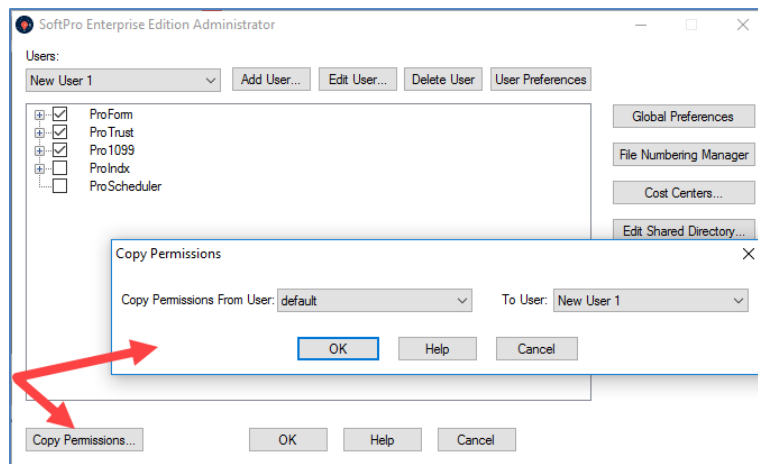 SoftPro Enterprise Edition Administrator
Users:
New User 1
Add User...
Edit User...
Delete User
User Preferences
ProForm
ProTrust
Pro1099
ProIndx
ProScheduler
Global Preferences
File Numbering Manager
Cost Centers...
Edit Shared Directory...
Copy Permissions
Copy Permissions From User: default
To User: New User 1
OK
Help
Cancel
Copy Permissions...
OK
Help
Cancel